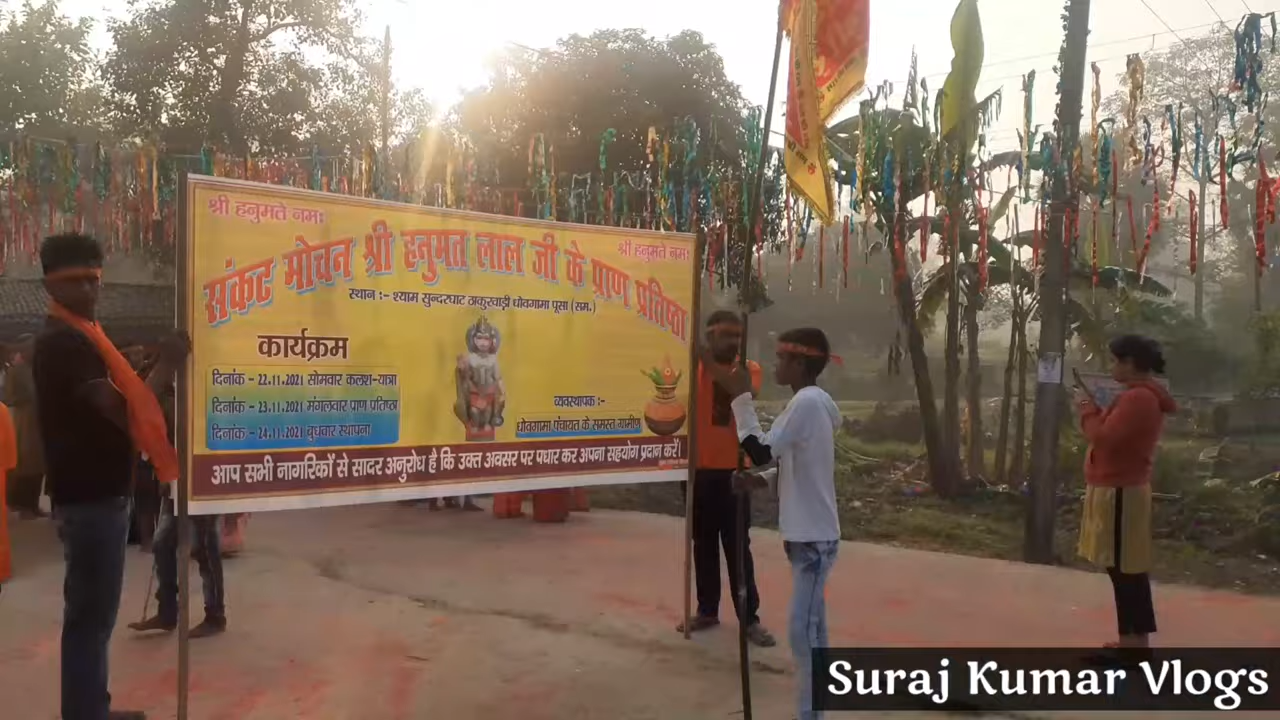 श्री हनुमते नमः
श्री हनुमते नमः
संकट मोचन श्री हनुमत लाल जी के प्राण प्रतिष्ठा
स्थान :- श्याम सुन्दरघाट ठाकुरवाड़ी धोवगामा पूसा (सम.)
कार्यक्रम
दिनांक - 22.11.2021 सोमवार कलश-यात्रा
दिनांक - 23.11.2021 मंगलवार प्राण प्रतिष्ठा
दिनांक - 24.11.2021 बुधवार स्थापना
व्यवस्थापक :-
धोवगामा पंचायत के समस्त ग्रामीण
आप सभी नागरिकों से सादर अनुरोध है कि उक्त अवसर पर पधार कर अपना सहयोग प्रदान करें।
Suraj Kumar Vlogs